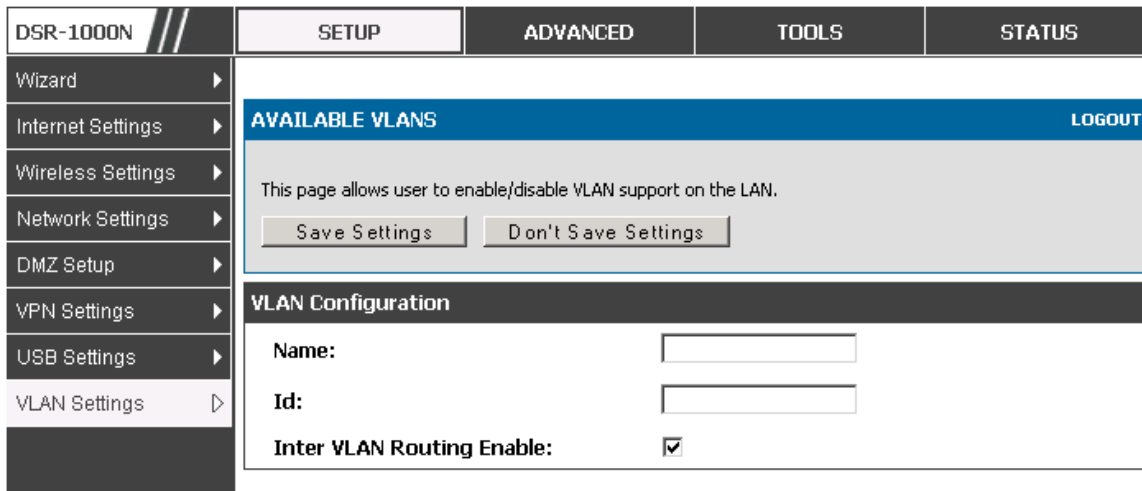 DSR-1000N
SETUP
ADVANCED
TOOLS
STATUS
Wizard
Internet Settings
Wireless Settings
Network Settings
DMZ Setup
VPN Settings
USB Settings
VLAN Settings
AVAILABLE VLANS
LOGOUT
This page allows user to enable/disable VLAN support on the LAN.
Save Settings
Don't Save Settings
VLAN Configuration
Name:
Id:
Inter VLAN Routing Enable: